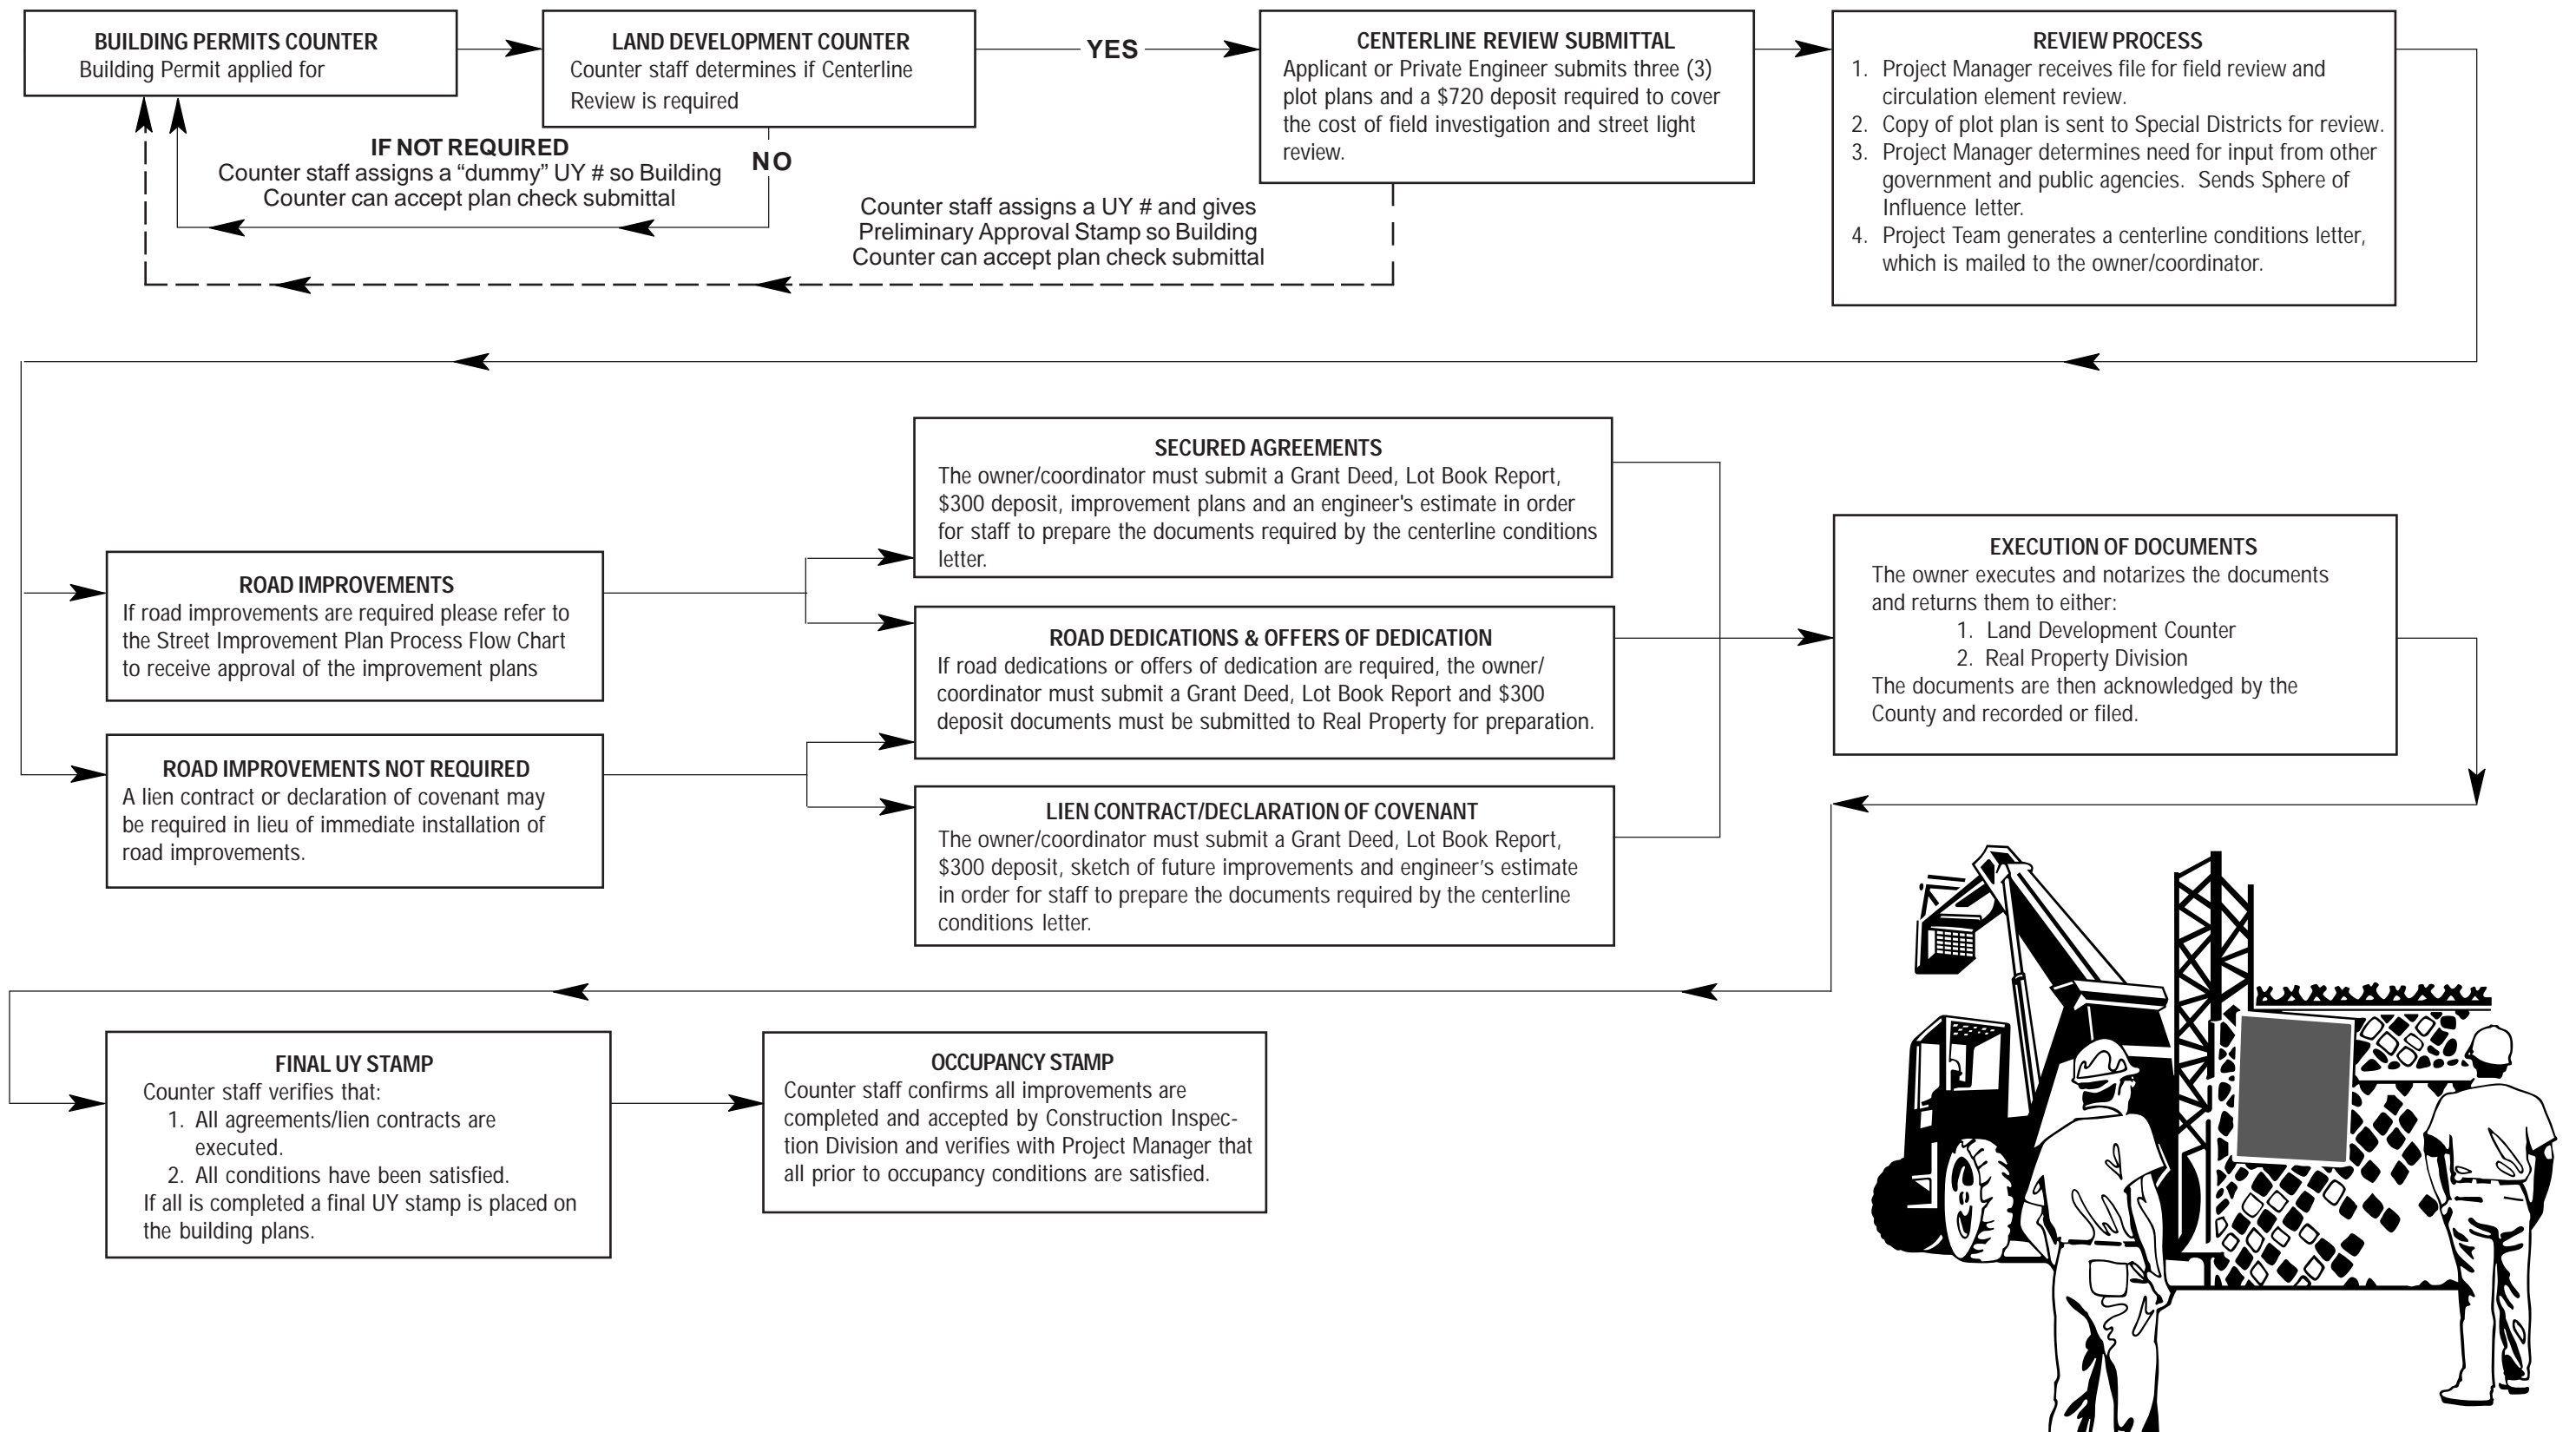 BUILDING PERMITS COUNTER
Building Permit applied for
LAND DEVELOPMENT COUNTER
Counter staff determines if Centerline
Review is required
YES
CENTERLINE REVIEW SUBMITTAL
Applicant or Private Engineer submits three (3)
plot plans and a $720 deposit required to cover
the cost of field investigation and street light
review.
REVIEW PROCESS
1. Project Manager receives file for field review and
circulation element review.
2. Copy of plot plan is sent to Special Districts for review.
3. Project Manager determines need for input from other
government and public agencies. Sends Sphere of
Influence letter.
4. Project Team generates a centerline conditions letter,
which is mailed to the owner/coordinator.
NO
IF NOT REQUIRED
Counter staff assigns a “dummy” UY # so Building
Counter can accept plan check submittal
Counter staff assigns a UY # and gives
Preliminary Approval Stamp so Building
Counter can accept plan check submittal
ROAD IMPROVEMENTS
If road improvements are required please refer to
the Street Improvement Plan Process Flow Chart
to receive approval of the improvement plans
ROAD IMPROVEMENTS NOT REQUIRED
A lien contract or declaration of covenant may
be required in lieu of immediate installation of
road improvements.
SECURED AGREEMENTS
The owner/coordinator must submit a Grant Deed, Lot Book Report,
$300 deposit, improvement plans and an engineer's estimate in order
for staff to prepare the documents required by the centerline conditions
letter.
ROAD DEDICATIONS & OFFERS OF DEDICATION
If road dedications or offers of dedication are required, the owner/
coordinator must submit a Grant Deed, Lot Book Report and $300
deposit documents must be submitted to Real Property for preparation.
LIEN CONTRACT/DECLARATION OF COVENANT
The owner/coordinator must submit a Grant Deed, Lot Book Report,
$300 deposit, sketch of future improvements and engineer’s estimate
in order for staff to prepare the documents required by the centerline
conditions letter.
EXECUTION OF DOCUMENTS
The owner executes and notarizes the documents
and returns them to either:
1. Land Development Counter
2. Real Property Division
The documents are then acknowledged by the
County and recorded or filed.
FINAL UY STAMP
Counter staff verifies that:
1. All agreements/lien contracts are
executed.
2. All conditions have been satisfied.
If all is completed a final UY stamp is placed on
the building plans.
OCCUPANCY STAMP
Counter staff confirms all improvements are
completed and accepted by Construction Inspec-
tion Division and verifies with Project Manager that
all prior to occupancy conditions are satisfied.